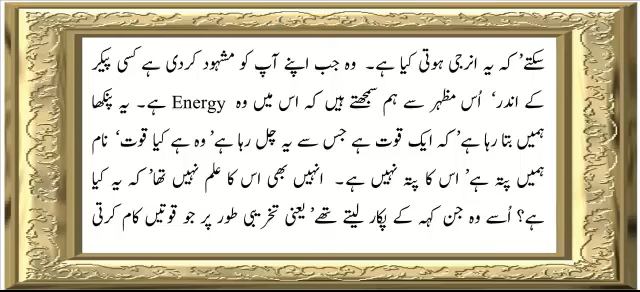 سکتے’ کہ یہ انرجی ہوتی کیا ہے۔ وہ جب اپنے آپ کو مشہود کردی ہے کسی پیکر
کے اندر‘ اُس مظہر سے ہم سمجھتے ہیں کہ اس میں وہ Energy ہے۔ یہ پنکھا
ہمیں بتا رہا ہے’ کہ ایک قوت ہے جس سے یہ چل رہا ہے’ وہ ہے کیا قوت‘ نام
ہمیں پتہ ہے’ اس کا پتہ نہیں ہے۔ انہیں بھی اس کا علم نہیں تھا’ کہ یہ کیا
ہے؟ اُسے وہ جن کہہ کے پکار لیتے تھے’ یعنی تخریبی طور پر جو قوتیں کام کرتی